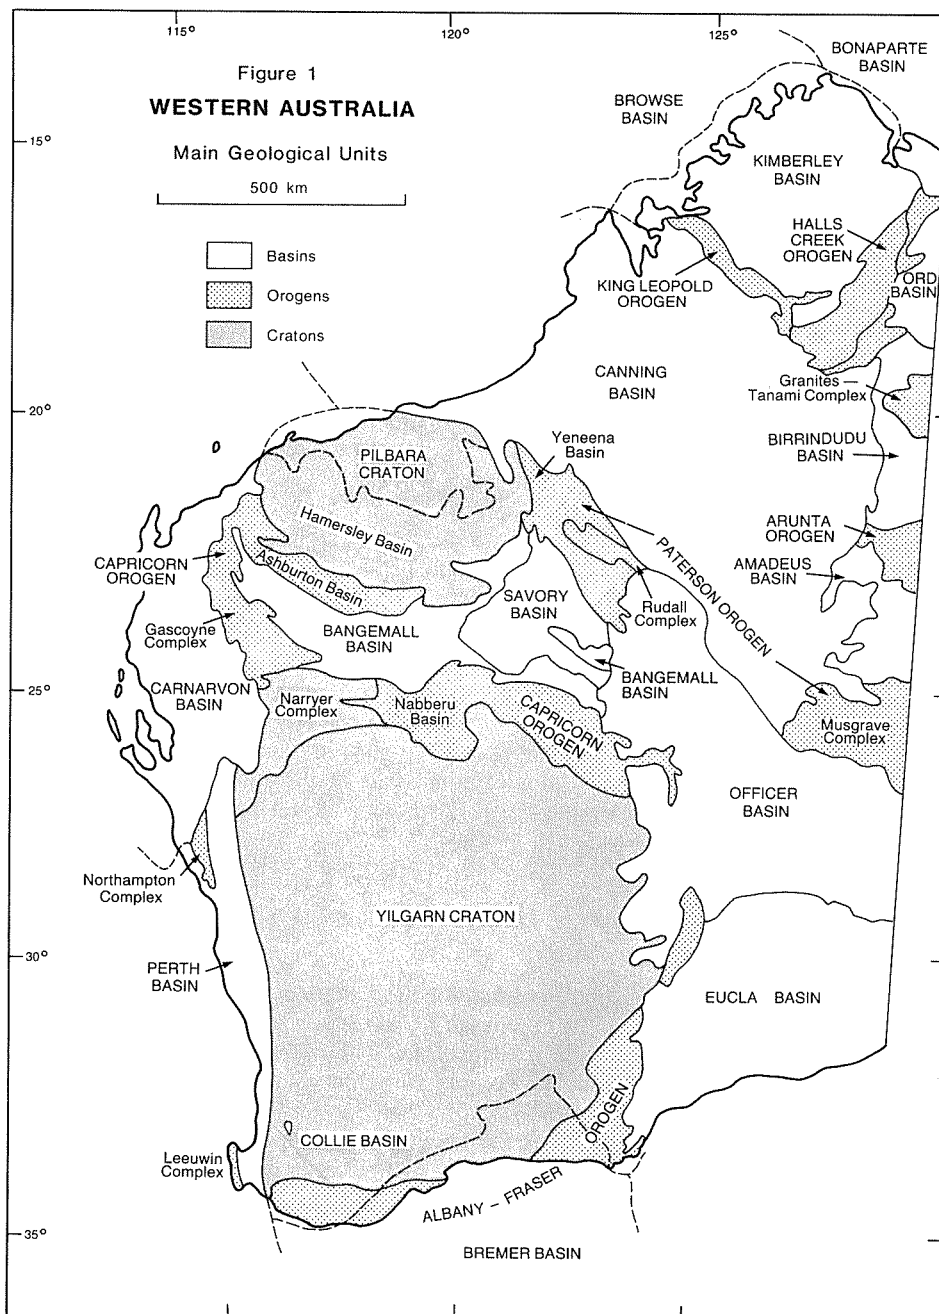 115°
120°
125°
Figure 1
WESTERN AUSTRALIA
Main Geological Units
500 km
Basins
Orogens
Cratons
15°
20°
25°
30°
35°
BONAPARTE
BASIN
BROWSE
BASIN
KIMBERLEY
BASIN
HALLS
CREEK
OROGEN
ORD
BASIN
KING LEOPOLD
OROGEN
CANNING
BASIN
Granites –
Tanami Complex
BIRRINDUDU
BASIN
Yeneena
Basin
PILBARA
CRATON
Hamersley Basin
ARUNTA
OROGEN
AMADEUS
BASIN
PATERSON OROGEN
CAPRICORN
OROGEN
Ashburton Basin
SAVORY
BASIN
Rudall
Complex
Gascoyne
Complex
BANGEMALL
BASIN
BANGEMALL
BASIN
CARNARVON
BASIN
Narryer
Complex
Nabberu
Basin
CAPRICORN
OROGEN
Musgrave
Complex
OFFICER
BASIN
Northampton
Complex
YILGARN CRATON
PERTH
BASIN
EUCLA BASIN
COLLIE BASIN
Leeuwin
Complex
ALBANY – FRASER
OROGEN
BREMER BASIN